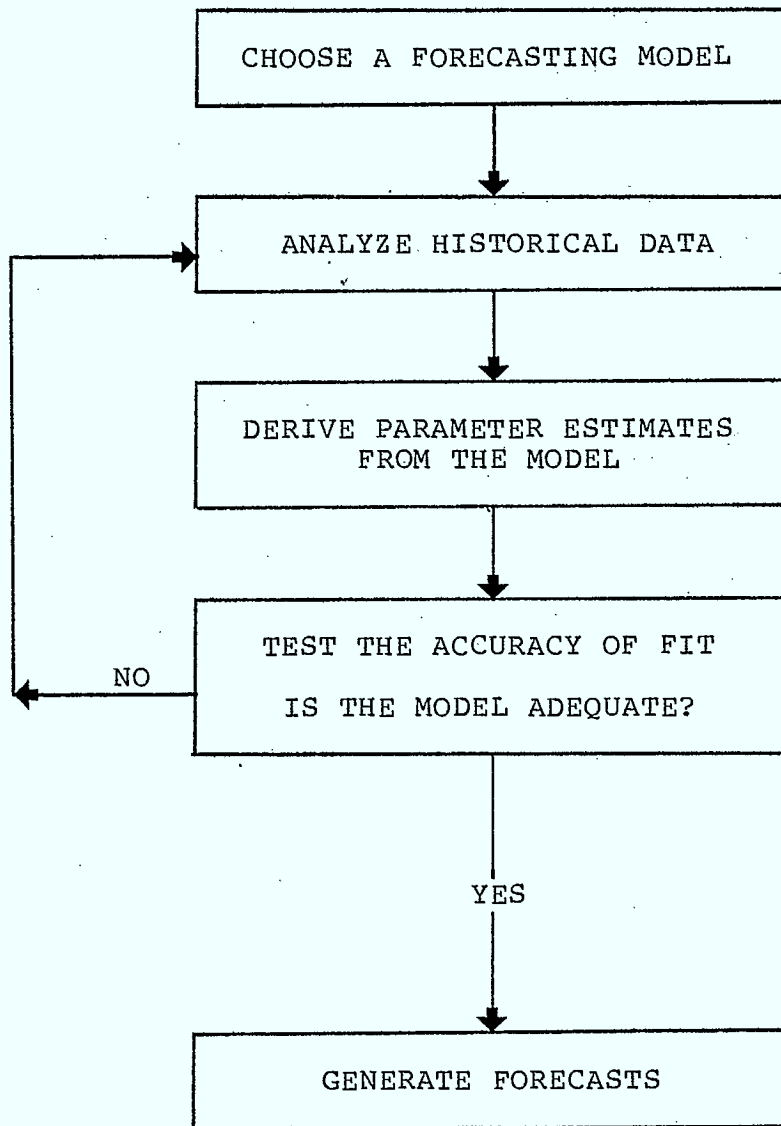 CHOOSE A FORECASTING MODEL
ANALYZE HISTORICAL DATA
DERIVE PARAMETER ESTIMATES
FROM THE MODEL
TEST THE ACCURACY OF FIT
NO
IS THE MODEL ADEQUATE?
YES
GENERATE FORECASTS